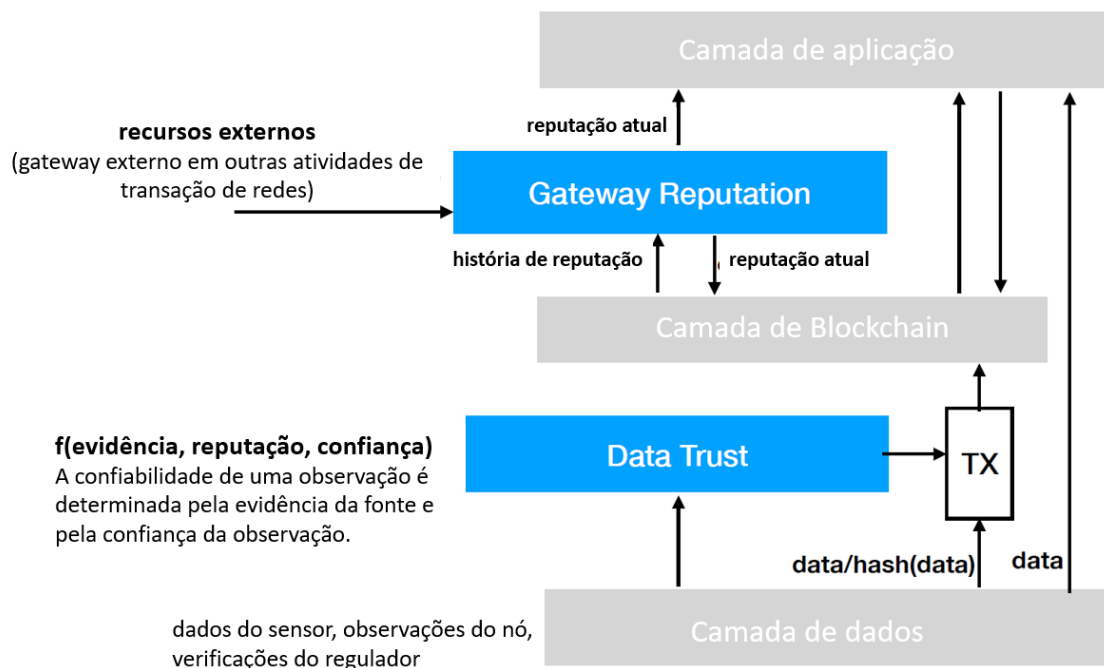 Camada de aplicação
recursos externos
(gateway externo em outras atividades de
transação de redes)
reputação atual
Gateway Reputation
história de reputação
reputação atual
Camada de Blockchain
f(evidência, reputação, confiança)
A confiabilidade de uma observação é
determinada pela evidência da fonte e
pela confiança da observação.
Data Trust
TX
data/hash(data)
data
dados do sensor, observações do nó,
verificações do regulador
Camada de dados